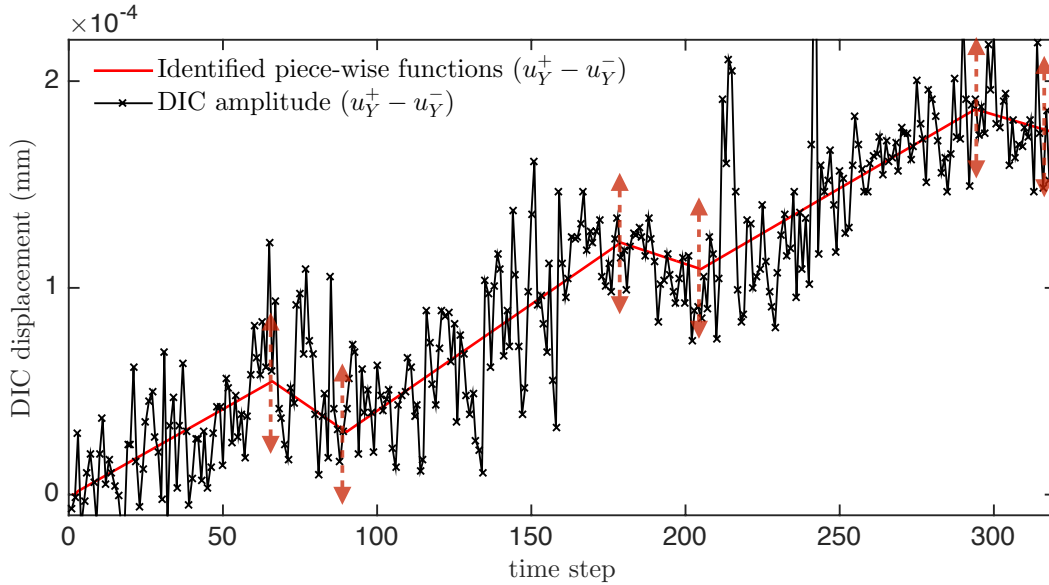 ×10⁻⁴
Identified piece-wise functions (u_Y^+ − u_Y^-)
DIC amplitude (u_Y^+ − u_Y^-)
2
1
0
DIC displacement (mm)
0 50 100 150 200 250 300
time step